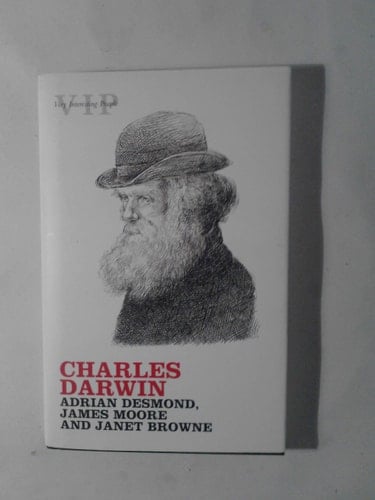 VIP
Very Interesting People
CHARLES
DARWIN
ADRIAN DESMOND,
JAMES MOORE
AND JANET BROWNE